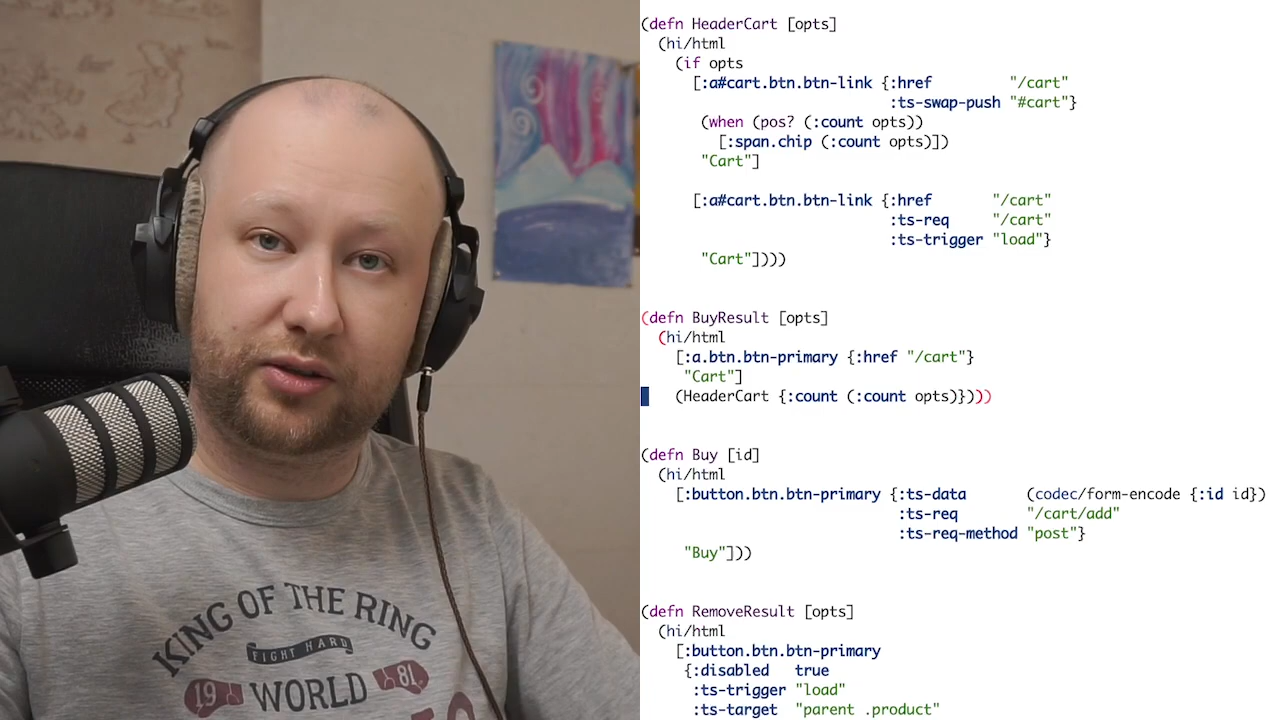 KING OF THE RING
FIGHT HARD
19 WORLD 81
(defn HeaderCart [opts]
(hi/html
(if opts
[:a#cart.btn.btn-link {:href "/cart"
:ts-swap-push "#cart"}
(when (pos? (:count opts))
[:span.chip (:count opts)])
"Cart"]
[:a#cart.btn.btn-link {:href "/cart"
:ts-req "/cart"
:ts-trigger "load"}
"Cart"])))
(defn BuyResult [opts]
(hi/html
[:a.btn.btn-primary {:href "/cart"}
"Cart"]
(HeaderCart {:count (:count opts)})))
(defn Buy [id]
(hi/html
[:button.btn.btn-primary {:ts-data (codec/form-encode {:id id})
:ts-req "/cart/add"
:ts-req-method "post"}
"Buy"]))
(defn RemoveResult [opts]
(hi/html
[:button.btn.btn-primary
{:disabled true
:ts-trigger "load"
:ts-target "parent .product"